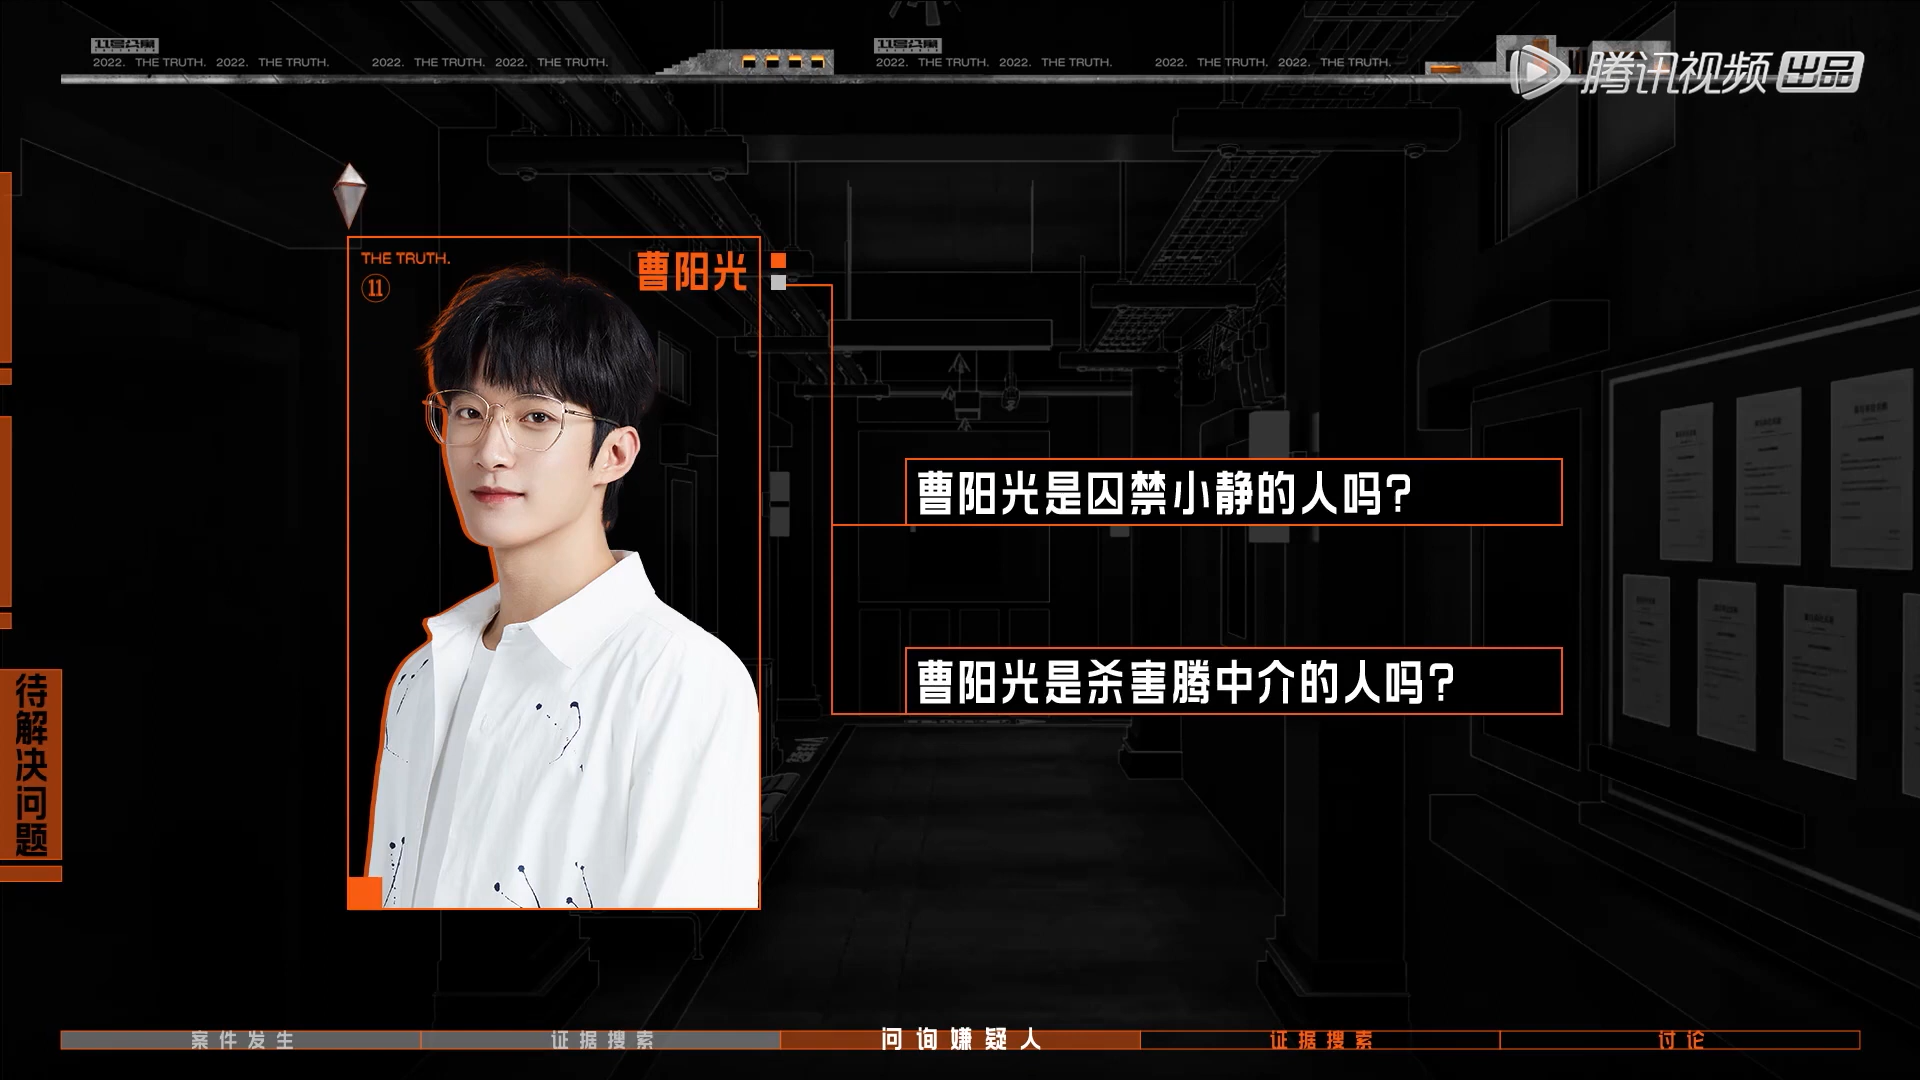 2022. THE TRUTH. 2022. THE TRUTH. 2022. THE TRUTH. 2022. THE TRUTH. 2022. THE TRUTH. 2022. THE TRUTH. 2022. THE TRUTH. 2022. THE TRUTH.
腾讯视频 出品
THE TRUTH.
11
曹阳光
曹阳光是囚禁小静的人吗?
曹阳光是杀害腾中介的人吗?
待解决问题
案件发生 证据搜索 问询嫌疑人 证据搜索 讨论